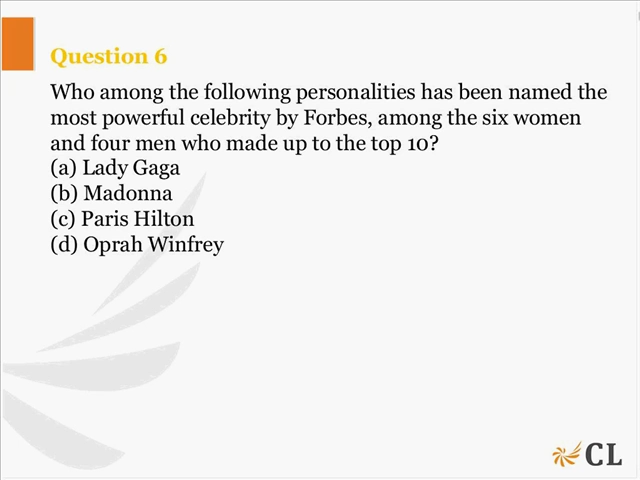 Question 6
Who among the following personalities has been named the
most powerful celebrity by Forbes, among the six women
and four men who made up to the top 10?
(a) Lady Gaga
(b) Madonna
(c) Paris Hilton
(d) Oprah Winfrey
CL